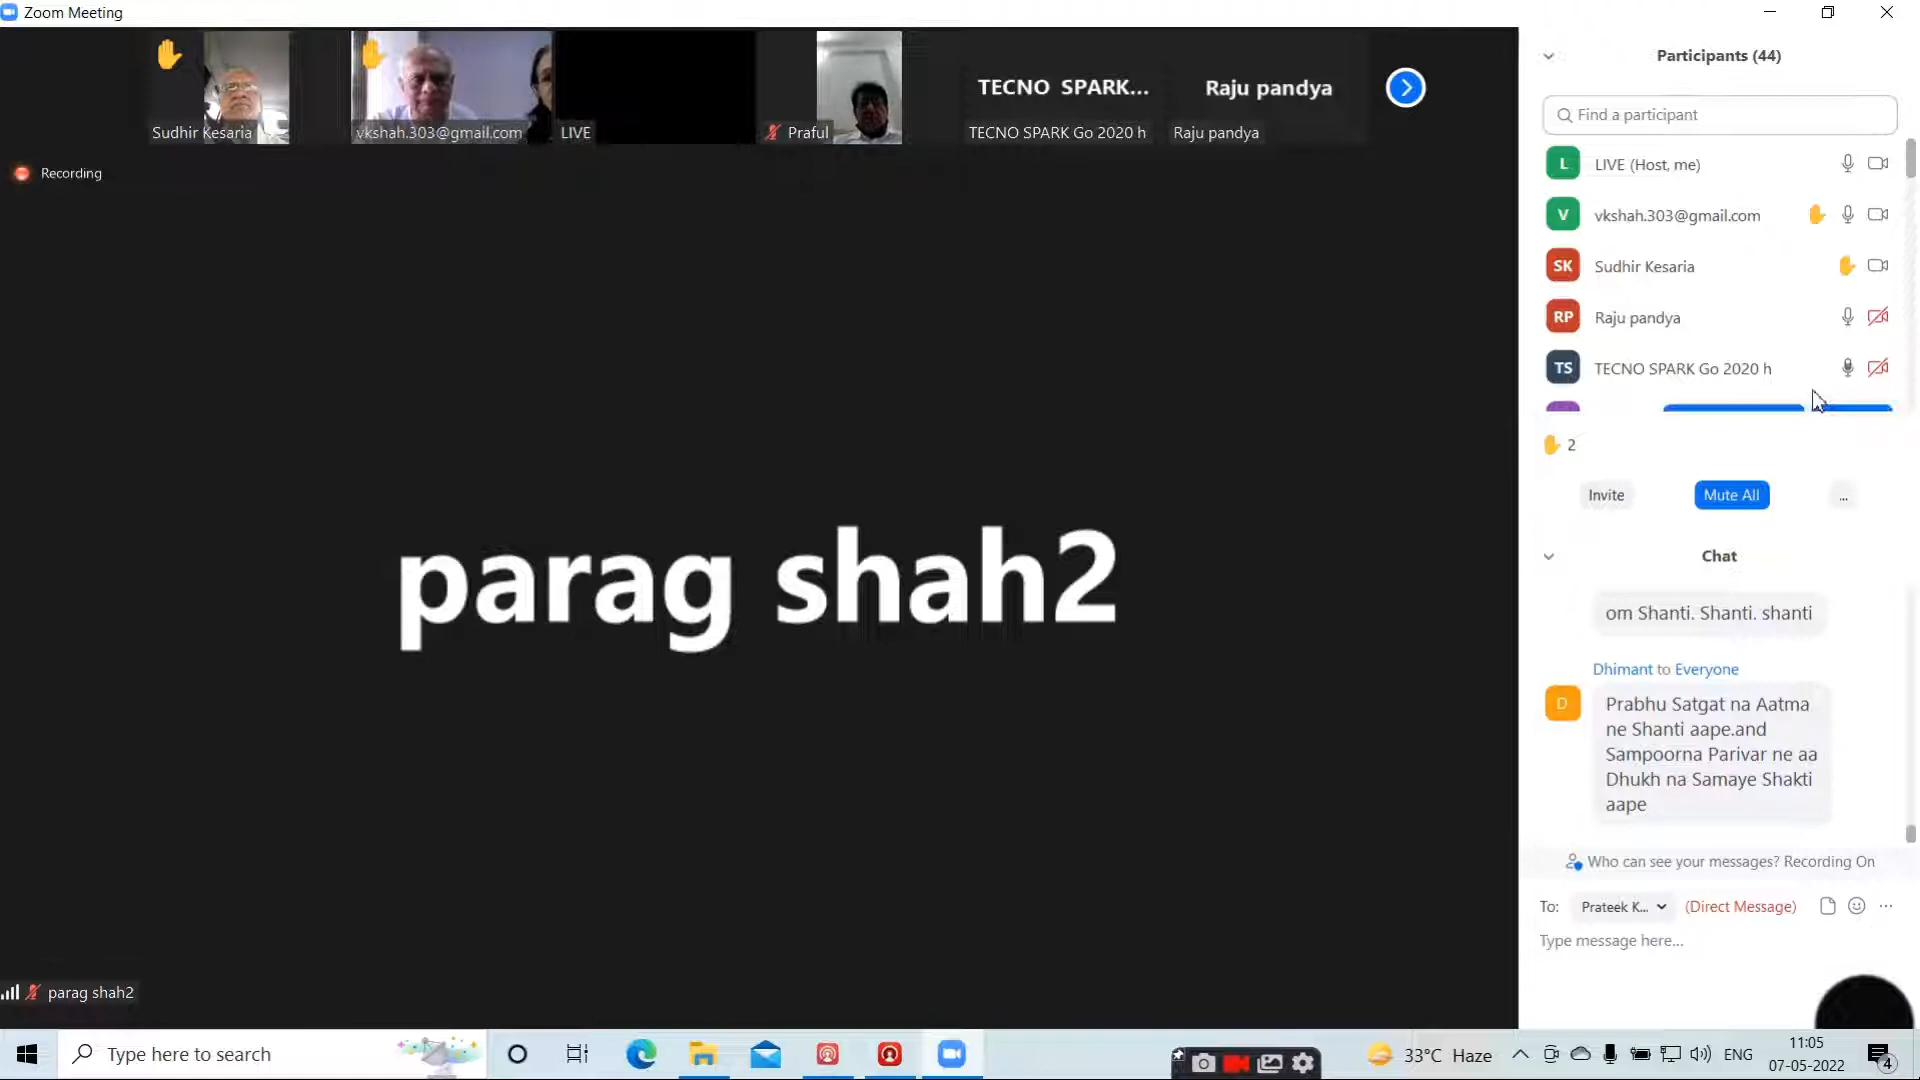 Zoom Meeting
Sudhir Kesaria
vkshah.303@gmail.com
LIVE
Praful
TECNO SPARK...
TECNO SPARK Go 2020 h
Raju pandya
Raju pandya
Recording
parag shah2
parag shah2
Participants (44)
Find a participant
L LIVE (Host, me)
V vkshah.303@gmail.com
SK Sudhir Kesaria
RP Raju pandya
TS TECNO SPARK Go 2020 h
2
Invite Mute All ...
Chat
om Shanti. Shanti. shanti
Dhimant to Everyone
D
Prabhu Satgat na Aatma
ne Shanti aape.and
Sampoorna Parivar ne aa
Dhukh na Samaye Shakti
aape
Who can see your messages? Recording On
To: Prateek K... (Direct Message)
Type message here...
Type here to search
33°C Haze
ENG
11:05
07-05-2022
4